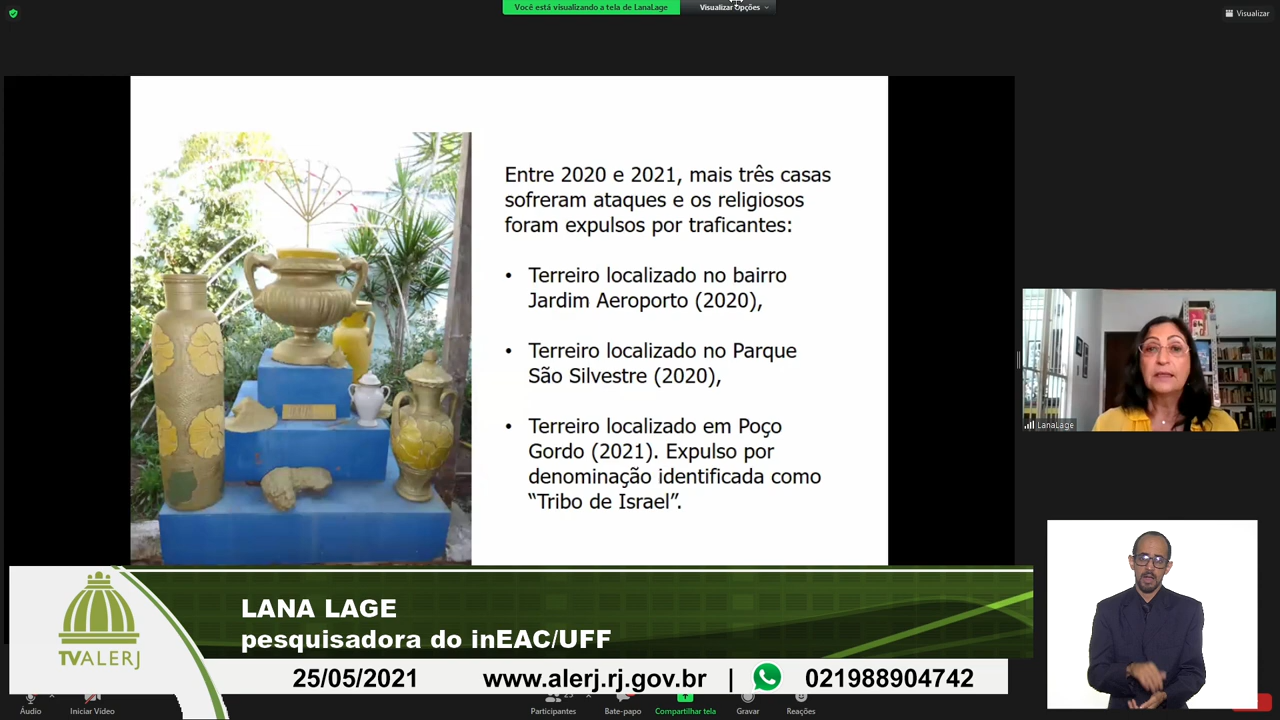 Você está visualizando a tela de LanaLage
Visualizar Opções
Visualizar
Entre 2020 e 2021, mais três casas
sofreram ataques e os religiosos
foram expulsos por traficantes:
• Terreiro localizado no bairro
Jardim Aeroporto (2020),
• Terreiro localizado no Parque
São Silvestre (2020),
• Terreiro localizado em Poço
Gordo (2021). Expulso por
denominação identificada como
“Tribo de Israel”.
LanaLage
LANA LAGE
pesquisadora do inEAC/UFF
TVALERJ
25/05/2021 www.alerj.rj.gov.br | 021988904742
Áudio
Iniciar Vídeo
Participantes
Bate-papo
Compartilhar tela
Gravar
Reações